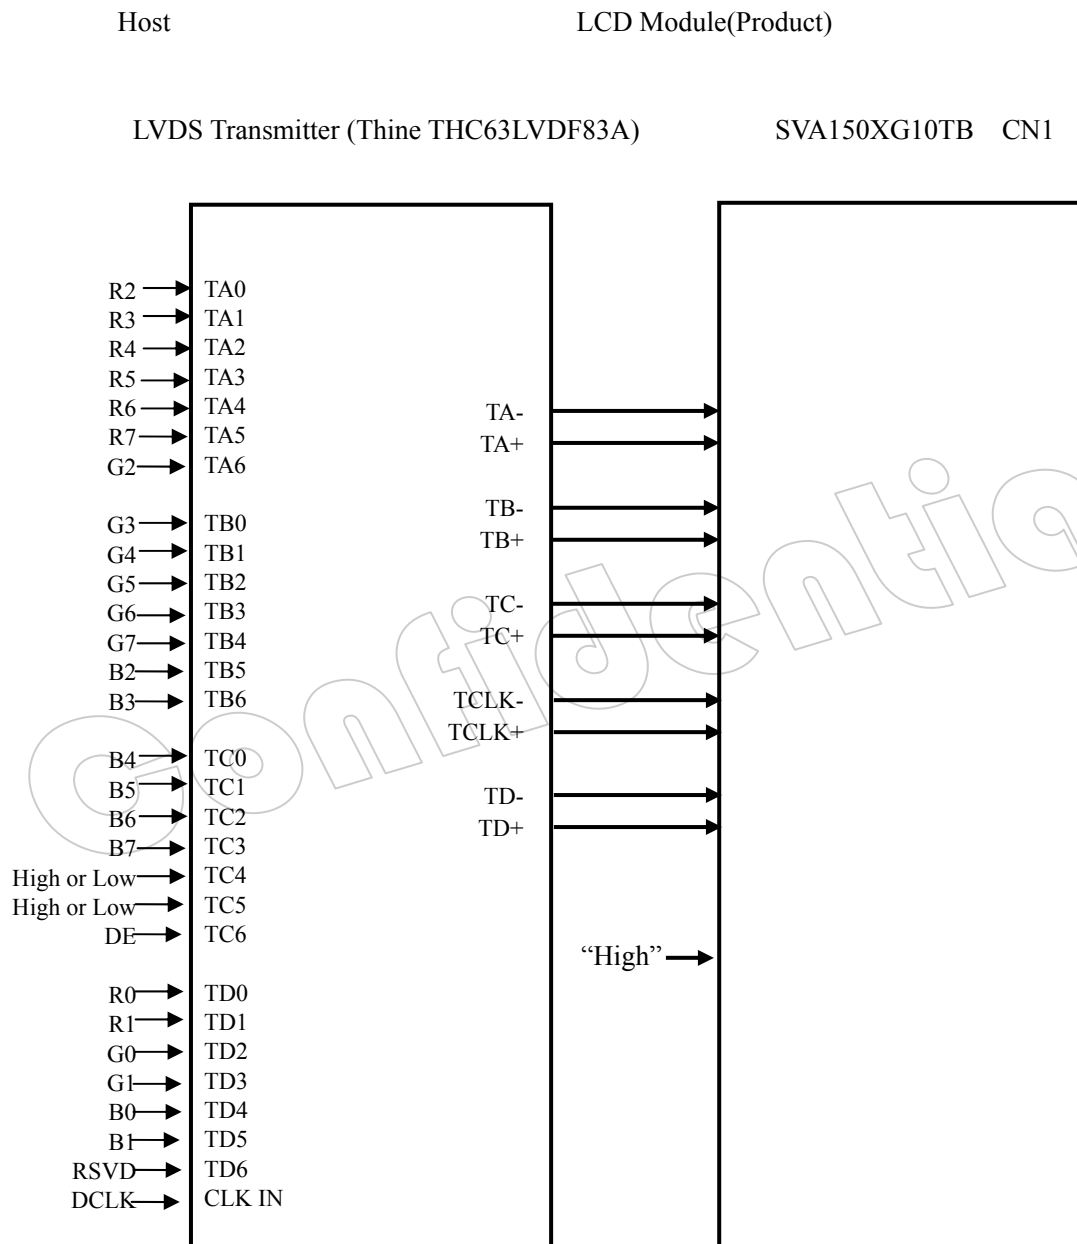 Host LCD Module(Product)
LVDS Transmitter (Thine THC63LVDF83A) SVA150XG10TB CN1
R2 TA0
R3 TA1
R4 TA2
R5 TA3
R6 TA4
R7 TA5
G2 TA6
G3 TB0
G4 TB1
G5 TB2
G6 TB3
G7 TB4
B2 TB5
B3 TB6
B4 TC0
B5 TC1
B6 TC2
B7 TC3
High or Low TC4
High or Low TC5
DE TC6
R0 TD0
R1 TD1
G0 TD2
G1 TD3
B0 TD4
B1 TD5
RSVD TD6
DCLK CLK IN
TA-
TA+
TB-
TB+
TC-
TC+
TCLK-
TCLK+
TD-
TD+
“High”
Confidentia